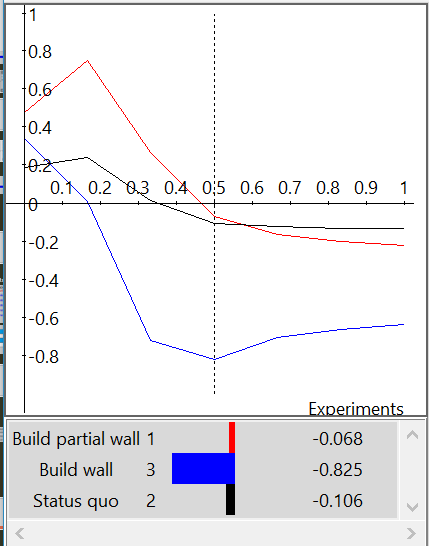 1
0.8
0.6
0.4
0.2
0.1 0.2 0.3 0.4 0.5 0.6 0.7 0.8 0.9 1
0
-0.2
-0.4
-0.6
-0.8
Experiments
Build partial wall 1 -0.068
Build wall 3 -0.825
Status quo 2 -0.106